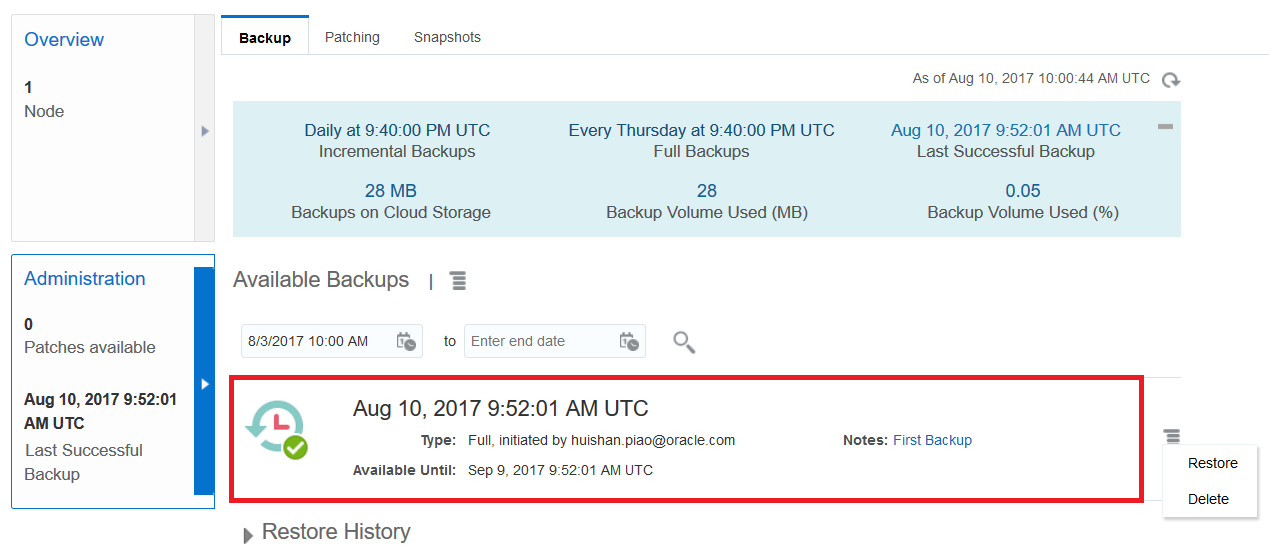 Overview
1
Node
Administration
0
Patches available
Aug 10, 2017 9:52:01
AM UTC
Last Successful
Backup
Backup Patching Snapshots
As of Aug 10, 2017 10:00:44 AM UTC
Daily at 9:40:00 PM UTC Every Thursday at 9:40:00 PM UTC Aug 10, 2017 9:52:01 AM UTC
Incremental Backups Full Backups Last Successful Backup
28 MB 28 0.05
Backups on Cloud Storage Backup Volume Used (MB) Backup Volume Used (%)
Available Backups |
8/3/2017 10:00 AM to Enter end date
Aug 10, 2017 9:52:01 AM UTC
Type: Full, initiated by huishan.piao@oracle.com Notes: First Backup
Available Until: Sep 9, 2017 9:52:01 AM UTC
Restore
Delete
Restore History